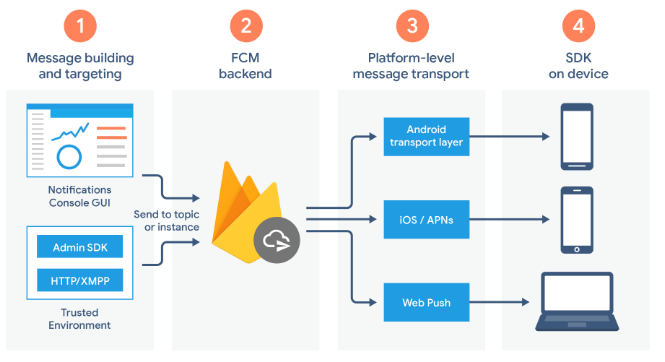 1
Message building
and targeting
2
FCM
backend
3
Platform-level
message transport
4
SDK
on device
Notifications
Console GUI
Admin SDK
HTTP/XMPP
Trusted
Environment
Send to topic
or instance
Android
transport layer
iOS / APNs
Web Push